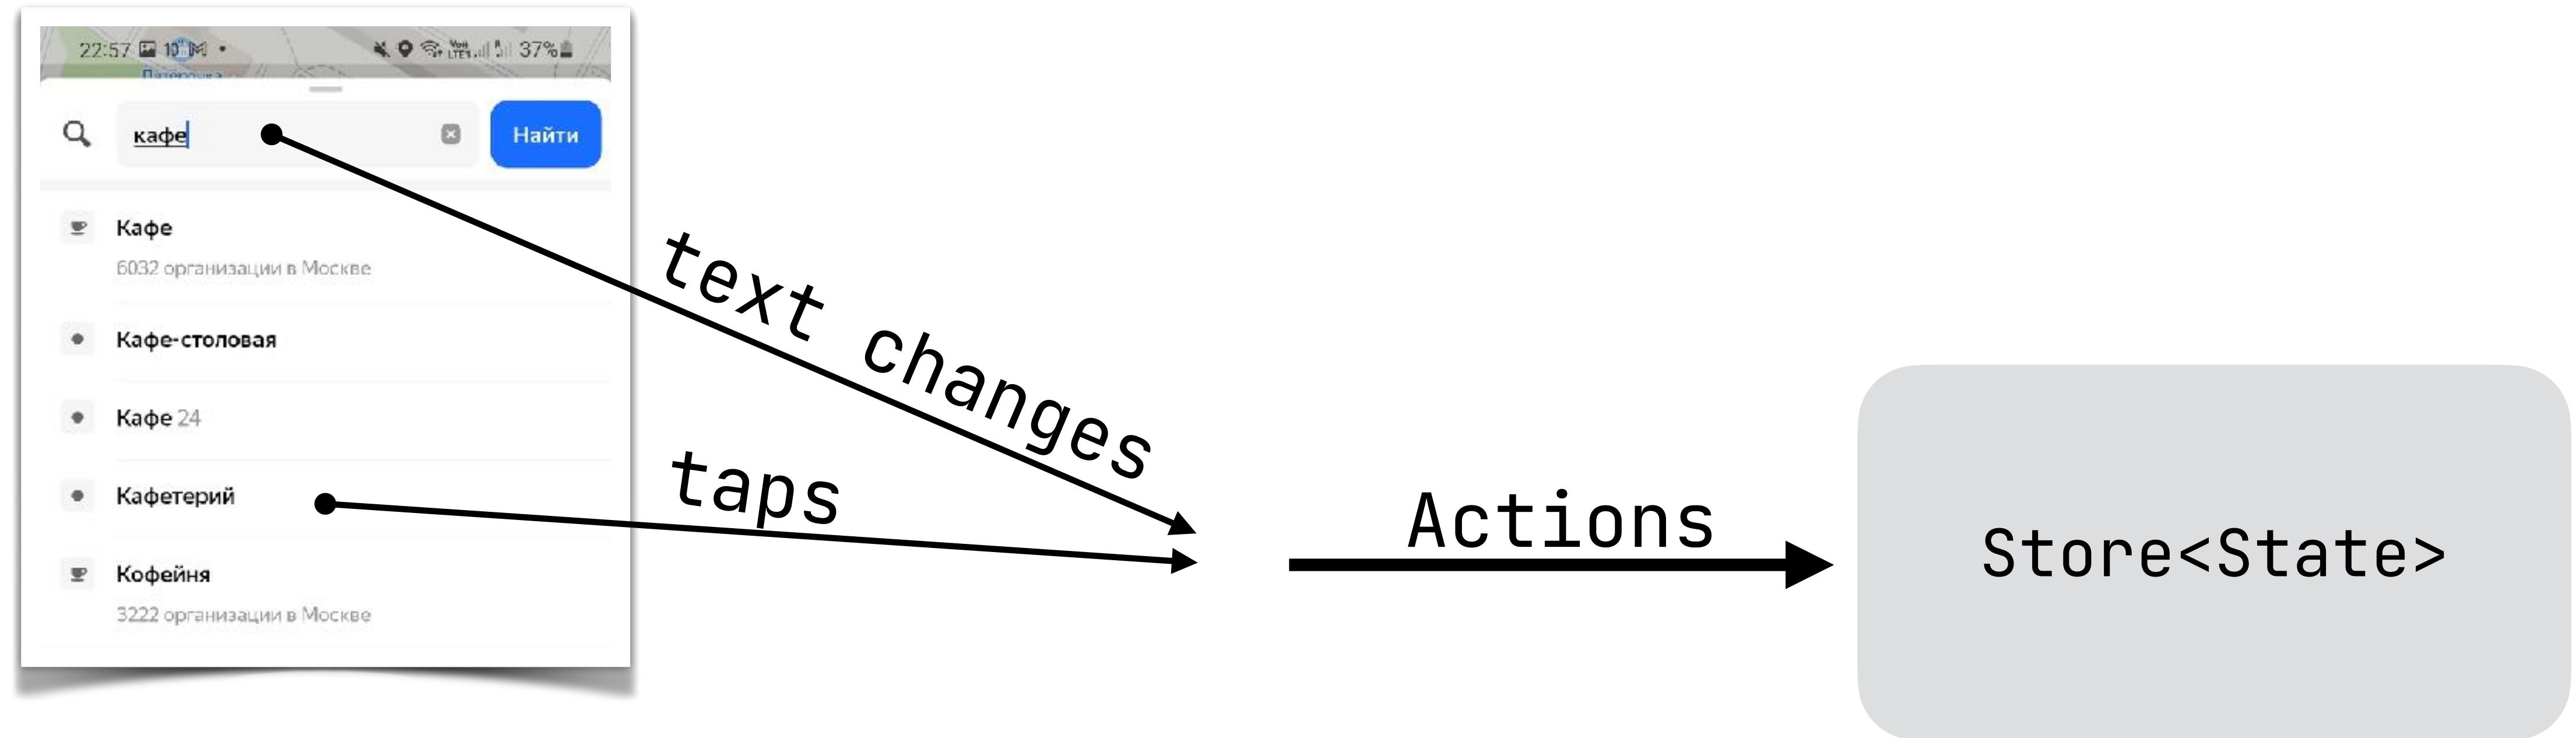 22:57
37%
кафе
Найти
Кафе
6032 организации в Москве
Кафе-столовая
Кафе 24
Кафетерий
Кофейня
3222 организации в Москве
text changes
taps
Actions
Store<State>